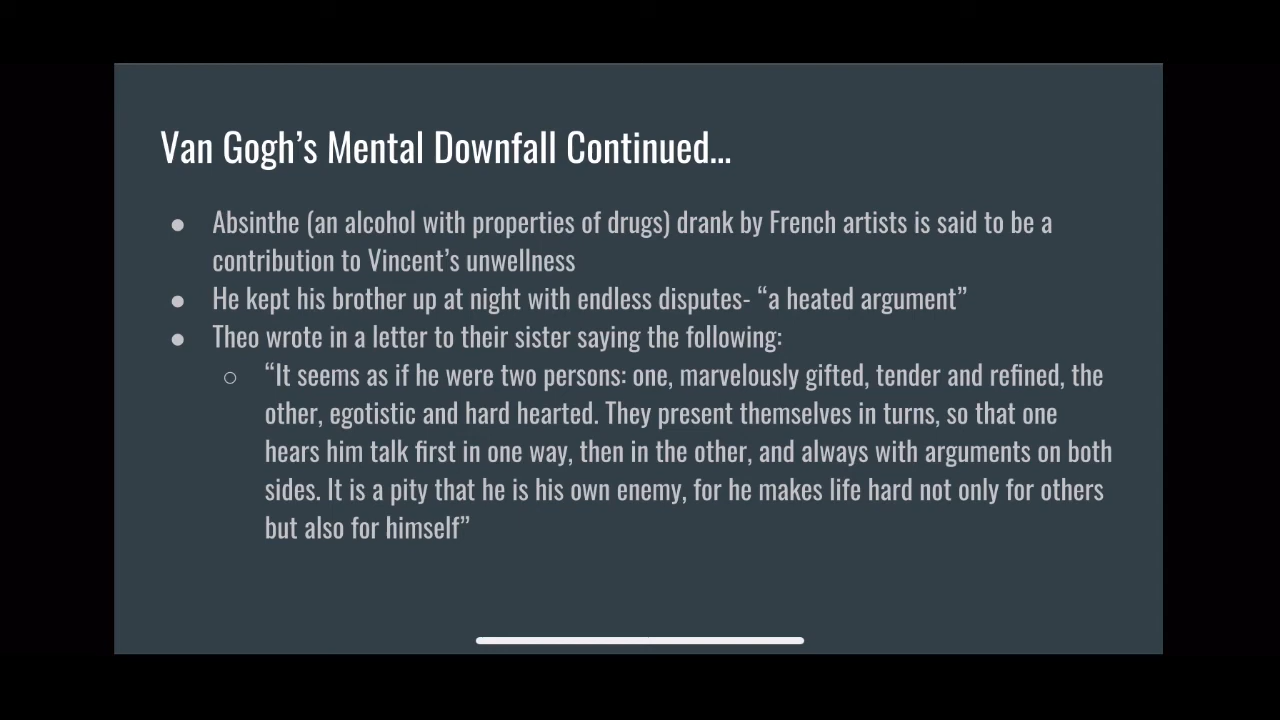 Van Gogh’s Mental Downfall Continued...
● Absinthe (an alcohol with properties of drugs) drank by French artists is said to be a
contribution to Vincent’s unwellness
● He kept his brother up at night with endless disputes- “a heated argument”
● Theo wrote in a letter to their sister saying the following:
○ “It seems as if he were two persons: one, marvelously gifted, tender and refined, the
other, egotistic and hard hearted. They present themselves in turns, so that one
hears him talk first in one way, then in the other, and always with arguments on both
sides. It is a pity that he is his own enemy, for he makes life hard not only for others
but also for himself”